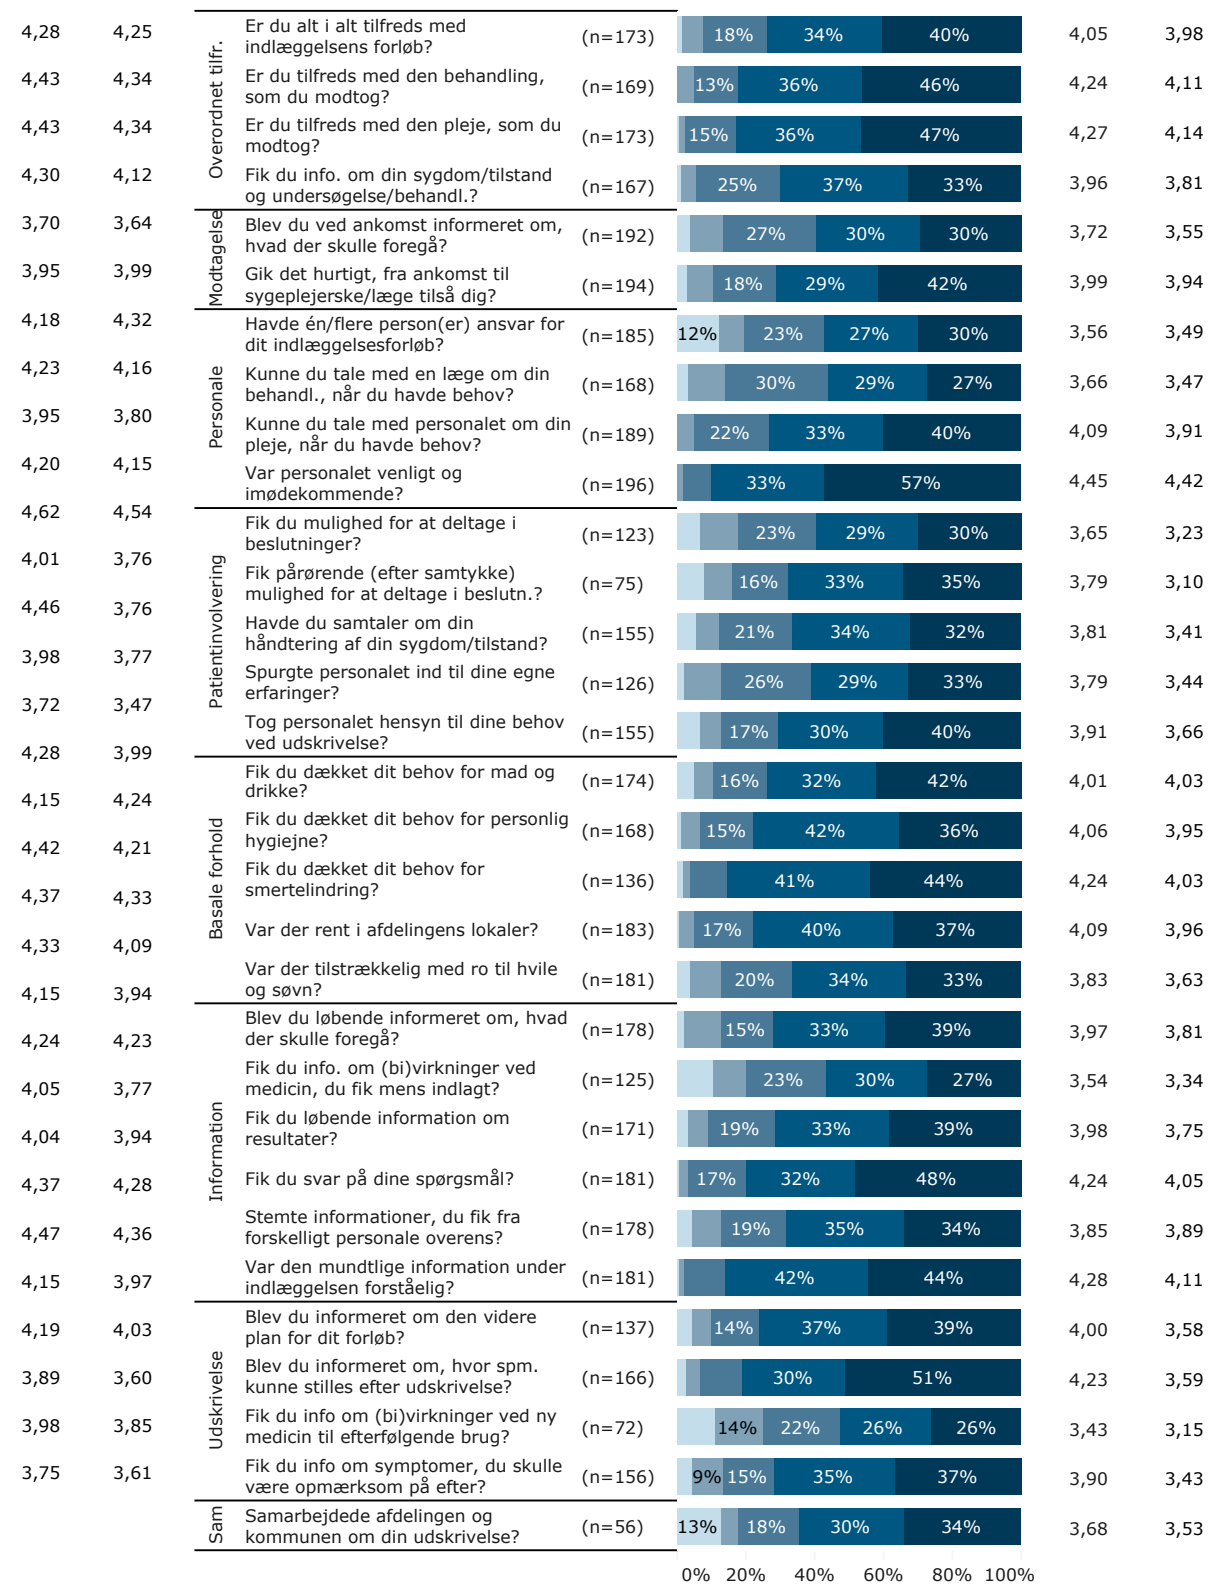 4,28 4,25
4,43 4,34
4,43 4,34
4,30 4,12
3,70 3,64
3,95 3,99
4,18 4,32
4,23 4,16
3,95 3,80
4,20 4,15
4,62 4,54
4,01 3,76
4,46 3,76
3,98 3,77
3,72 3,47
4,28 3,99
4,15 4,24
4,42 4,21
4,37 4,33
4,33 4,09
4,15 3,94
4,24 4,23
4,05 3,77
4,04 3,94
4,37 4,28
4,47 4,36
4,15 3,97
4,19 4,03
3,89 3,60
3,98 3,85
3,75 3,61
Overordnet tilfr.
Er du alt i alt tilfreds med
indlæggelsens forløb?
(n=173) 18% 34% 40% 4,05 3,98
Er du tilfreds med den behandling,
som du modtog?
(n=169) 13% 36% 46% 4,24 4,11
Er du tilfreds med den pleje, som du
modtog?
(n=173) 15% 36% 47% 4,27 4,14
Fik du info. om din sygdom/tilstand
og undersøgelse/behandl.?
(n=167) 25% 37% 33% 3,96 3,81
Modtagelse
Blev du ved ankomst informeret om,
hvad der skulle foregå?
(n=192) 27% 30% 30% 3,72 3,55
Gik det hurtigt, fra ankomst til
sygeplejerske/læge tilså dig?
(n=194) 18% 29% 42% 3,99 3,94
Personale
Havde én/flere person(er) ansvar for
dit indlæggelsesforløb?
(n=185) 12% 23% 27% 30% 3,56 3,49
Kunne du tale med en læge om din
behandl., når du havde behov?
(n=168) 30% 29% 27% 3,66 3,47
Kunne du tale med personalet om din
pleje, når du havde behov?
(n=189) 22% 33% 40% 4,09 3,91
Var personalet venligt og
imødekommende?
(n=196) 33% 57% 4,45 4,42
Patientinvolvering
Fik du mulighed for at deltage i
beslutninger?
(n=123) 23% 29% 30% 3,65 3,23
Fik pårørende (efter samtykke)
mulighed for at deltage i beslutn.?
(n=75) 16% 33% 35% 3,79 3,10
Havde du samtaler om din
håndtering af din sygdom/tilstand?
(n=155) 21% 34% 32% 3,81 3,41
Spurgte personalet ind til dine egne
erfaringer?
(n=126) 26% 29% 33% 3,79 3,44
Tog personalet hensyn til dine behov
ved udskrivelse?
(n=155) 17% 30% 40% 3,91 3,66
Basale forhold
Fik du dækket dit behov for mad og
drikke?
(n=174) 16% 32% 42% 4,01 4,03
Fik du dækket dit behov for personlig
hygiejne?
(n=168) 15% 42% 36% 4,06 3,95
Fik du dækket dit behov for
smertelindring?
(n=136) 41% 44% 4,24 4,03
Var der rent i afdelingens lokaler?
(n=183) 17% 40% 37% 4,09 3,96
Var der tilstrækkelig med ro til hvile
og søvn?
(n=181) 20% 34% 33% 3,83 3,63
Information
Blev du løbende informeret om, hvad
der skulle foregå?
(n=178) 15% 33% 39% 3,97 3,81
Fik du info. om (bi)virkninger ved
medicin, du fik mens indlagt?
(n=125) 23% 30% 27% 3,54 3,34
Fik du løbende information om
resultater?
(n=171) 19% 33% 39% 3,98 3,75
Fik du svar på dine spørgsmål?
(n=181) 17% 32% 48% 4,24 4,05
Stemte informationer, du fik fra
forskelligt personale overens?
(n=178) 19% 35% 34% 3,85 3,89
Var den mundtlige information under
indlæggelsen forståelig?
(n=181) 42% 44% 4,28 4,11
Udskrivelse
Blev du informeret om den videre
plan for dit forløb?
(n=137) 14% 37% 39% 4,00 3,58
Blev du informeret om, hvor spm.
kunne stilles efter udskrivelse?
(n=166) 30% 51% 4,23 3,59
Fik du info om (bi)virkninger ved ny
medicin til efterfølgende brug?
(n=72) 14% 22% 26% 26% 3,43 3,15
Fik du info om symptomer, du skulle
være opmærksom på efter?
(n=156) 9% 15% 35% 37% 3,90 3,43
Sam
Samarbejdede afdelingen og
kommunen om din udskrivelse?
(n=56) 13% 18% 30% 34% 3,68 3,53
0% 20% 40% 60% 80% 100%